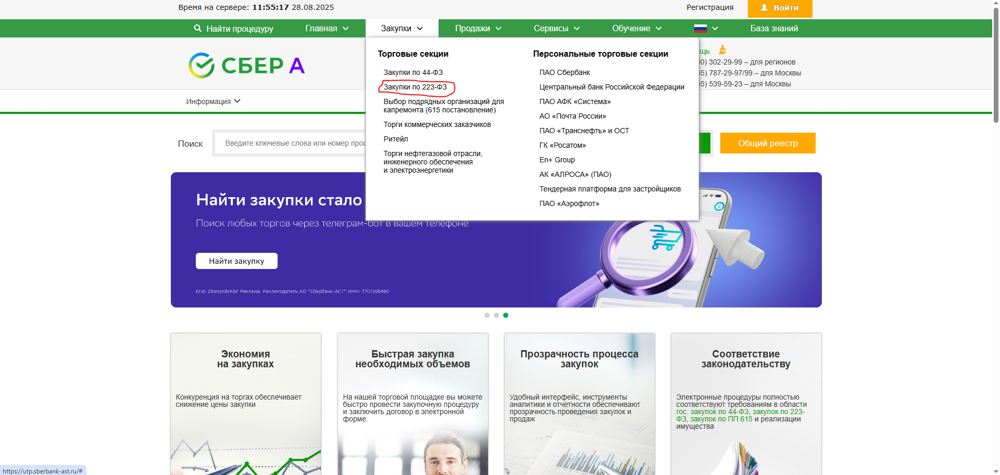 Время на сервере: 11:55:17 28.08.2025
Регистрация
Войти
Найти процедуру
Главная
Закупки
Продажи
Сервисы
Обучение
База знаний
СБЕР А
Торговые секции
Закупки по 44-ФЗ
Закупки по 223-ФЗ
Выбор подрядных организаций для
капремонта (615 постановление)
Торги коммерческих заказчиков
Ритейл
Торги нефтегазовой отрасли,
инженерного обеспечения
и электроэнергетики
Персональные торговые секции
ПАО Сбербанк
Центральный банк Российской Федерации
ПАО АФК «Система»
АО «Почта России»
ПАО «Транснефть» и ОСТ
ГК «Росатом»
En+ Group
АК «АЛРОСА» (ПАО)
Тендерная платформа для застройщиков
ПАО «Аэрофлот»
302-29-99 – для регионов
787-29-97/99 – для Москвы
539-59-23 – для Москвы
Информация
Поиск
Введите ключевые слова или номер
Общий реестр
Найти закупки стало
Поиск любых торгов через телеграм-бот в вашем телефоне
Найти закупку
Erid: 2RanynBcKbF Реклама. Рекламодатель АО "Сбербанк-АСТ" ИНН: 7707308480
Экономия
на закупках
Конкуренция на торгах обеспечивает
снижение цены закупки
Быстрая закупка
необходимых объемов
На нашей торговой площадке вы можете
быстро провести закупочную процедуру
и заключить договор в электронной
форме.
Прозрачность процесса
закупок
Удобный интерфейс, инструменты
аналитики и отчетности обеспечивают
прозрачность проведения закупок и
продаж
Соответствие
законодательству
Электронные процедуры полностью
соответствуют требованиям в области
гос. закупок по 44-ФЗ, закупок по 223-
ФЗ, закупок по ПП 615 и реализации
имущества
https://utp.sberbank-ast.ru/#